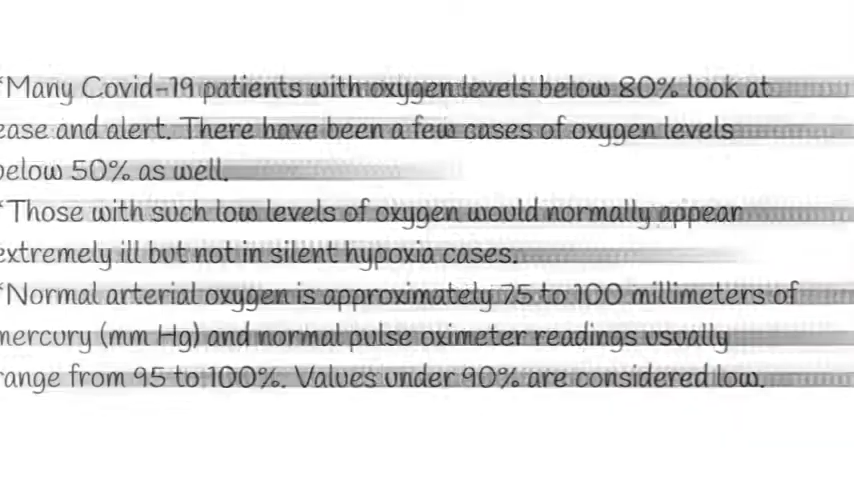 *Many Covid-19 patients with oxygen levels below 80% look at
ease and alert. There have been a few cases of oxygen levels
below 50% as well.
*Those with such low levels of oxygen would normally appear
extremely ill but not in silent hypoxia cases.
*Normal arterial oxygen is approximately 75 to 100 millimeters of
mercury (mm Hg) and normal pulse oximeter readings usually
range from 95 to 100%. Values under 90% are considered low.